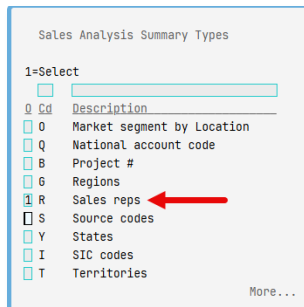 Sales Analysis Summary Types
1=Select
O Cd Description
O Market segment by Location
Q National account code
B Project #
G Regions
1 R Sales reps
S Source codes
Y States
I SIC codes
T Territories
More...